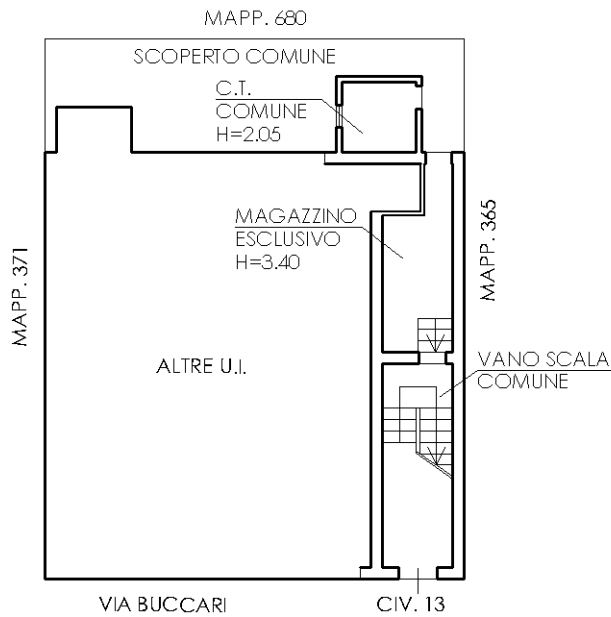 MAPP. 680
SCOPERTO COMUNE
C.T.
COMUNE
H=2.05
MAGAZZINO
ESCLUSIVO
H=3.40
MAPP. 371
MAPP. 365
ALTRE U.I.
VANO SCALA
COMUNE
VIA BUCCARI
CIV. 13